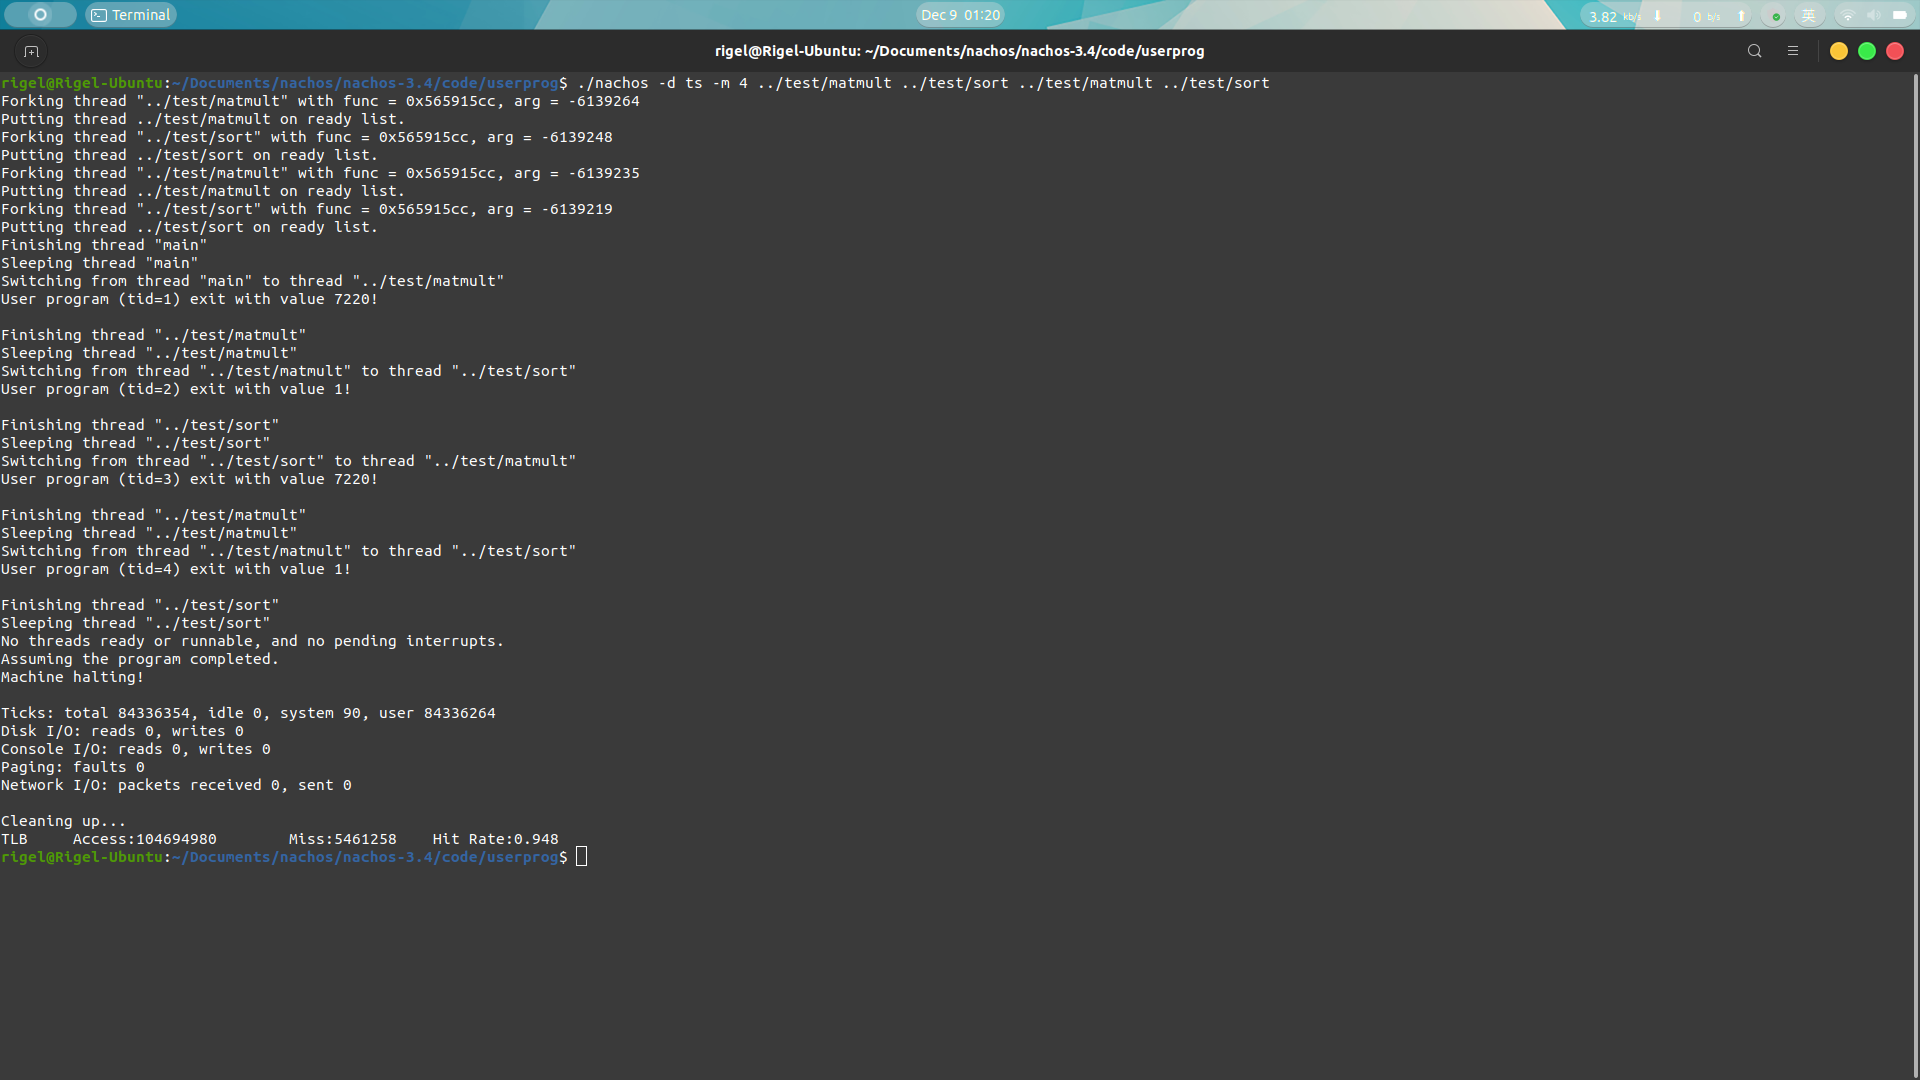 Terminal
Dec 9 01:20
3.82 kb/s 0 b/s 英
rigel@Rigel-Ubuntu: ~/Documents/nachos/nachos-3.4/code/userprog
rigel@Rigel-Ubuntu:~/Documents/nachos/nachos-3.4/code/userprog$ ./nachos -d ts -m 4 ../test/matmult ../test/sort ../test/matmult ../test/sort
Forking thread "../test/matmult" with func = 0x565915cc, arg = -6139264
Putting thread ../test/matmult on ready list.
Forking thread "../test/sort" with func = 0x565915cc, arg = -6139248
Putting thread ../test/sort on ready list.
Forking thread "../test/matmult" with func = 0x565915cc, arg = -6139235
Putting thread ../test/matmult on ready list.
Forking thread "../test/sort" with func = 0x565915cc, arg = -6139219
Putting thread ../test/sort on ready list.
Finishing thread "main"
Sleeping thread "main"
Switching from thread "main" to thread "../test/matmult"
User program (tid=1) exit with value 7220!
Finishing thread "../test/matmult"
Sleeping thread "../test/matmult"
Switching from thread "../test/matmult" to thread "../test/sort"
User program (tid=2) exit with value 1!
Finishing thread "../test/sort"
Sleeping thread "../test/sort"
Switching from thread "../test/sort" to thread "../test/matmult"
User program (tid=3) exit with value 7220!
Finishing thread "../test/matmult"
Sleeping thread "../test/matmult"
Switching from thread "../test/matmult" to thread "../test/sort"
User program (tid=4) exit with value 1!
Finishing thread "../test/sort"
Sleeping thread "../test/sort"
No threads ready or runnable, and no pending interrupts.
Assuming the program completed.
Machine halting!
Ticks: total 84336354, idle 0, system 90, user 84336264
Disk I/O: reads 0, writes 0
Console I/O: reads 0, writes 0
Paging: faults 0
Network I/O: packets received 0, sent 0
Cleaning up...
TLB     Access:104694980        Miss:5461258    Hit Rate:0.948
rigel@Rigel-Ubuntu:~/Documents/nachos/nachos-3.4/code/userprog$